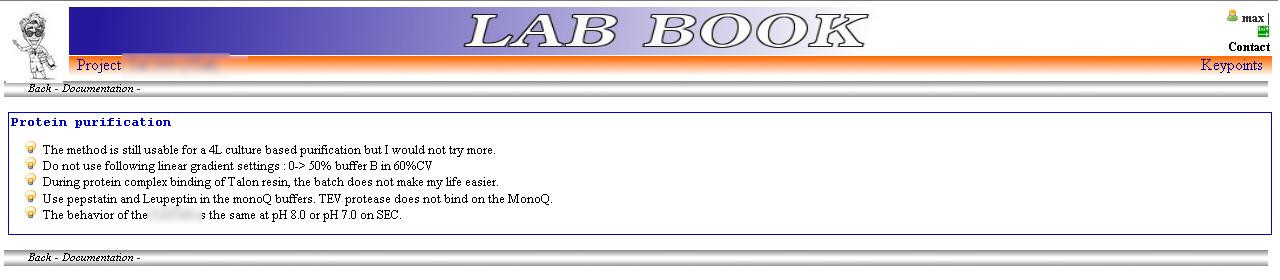 LAB BOOK
max |
Contact
Project
Keypoints
Back - Documentation -
Protein purification
The method is still usable for a 4L culture based purification but I would not try more.
Do not use following linear gradient settings : 0-> 50% buffer B in 60%CV
During protein complex binding of Talon resin, the batch does not make my life easier.
Use pepstatin and Leupeptin in the monoQ buffers. TEV protease does not bind on the MonoQ.
The behavior of the s the same at pH 8.0 or pH 7.0 on SEC.
Back - Documentation -